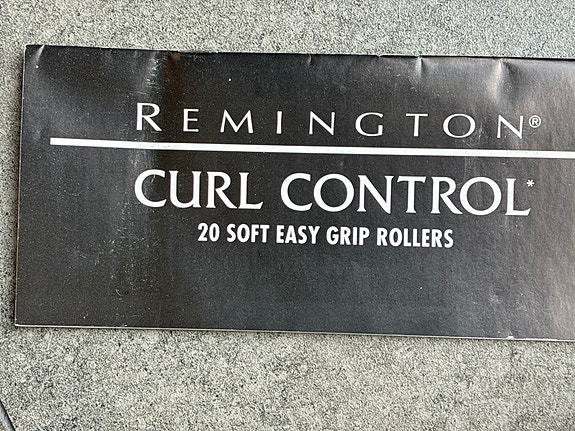 REMINGTON®
CURL CONTROL*
20 SOFT EASY GRIP ROLLERS